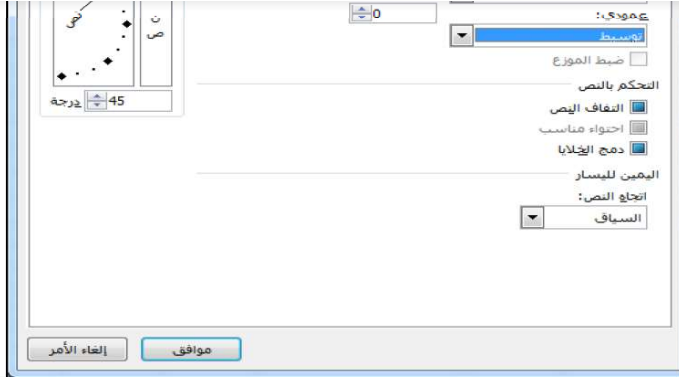 عمودي:
0
توسيط
ضبط الموزع
التحكم بالنص
التفاف النص
احتواء مناسب
دمج الخلايا
اليمين لليسار
اتجاه النص:
السياق
ن
ص
نص
45 درجة
موافق
إلغاء الأمر